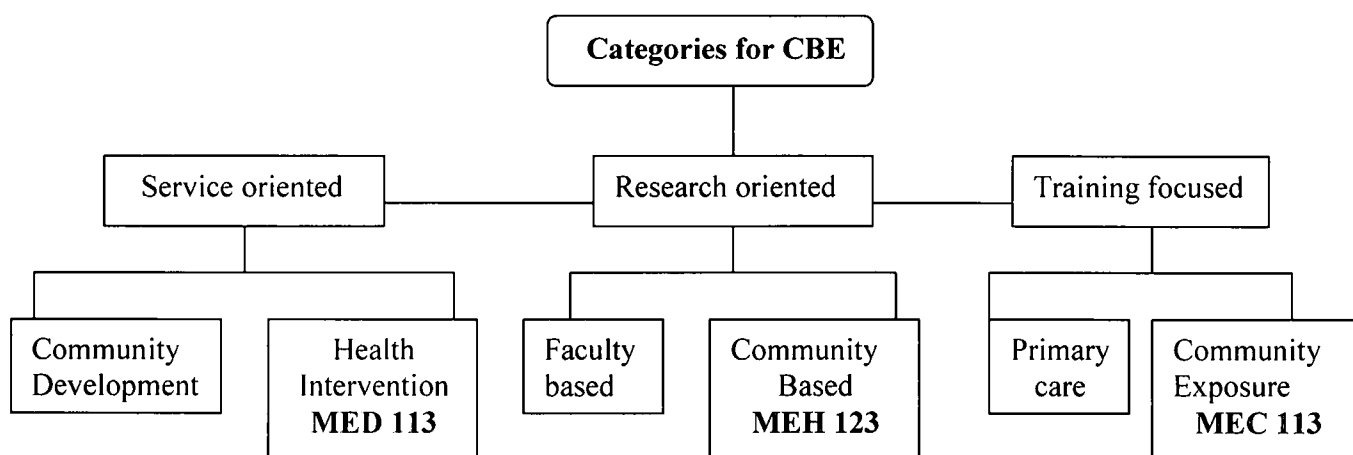 Categories for CBE
Service oriented
Research oriented
Training focused
Community
Development
Health
Intervention
MED 113
Faculty
based
Community
Based
MEH 123
Primary
care
Community
Exposure
MEC 113